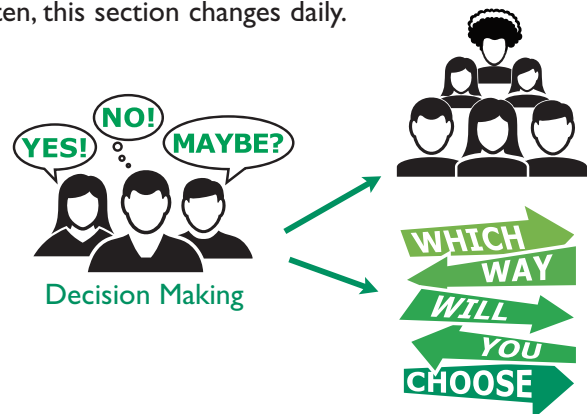 ten, this section changes daily.
NO!
YES!
MAYBE?
Decision Making
WHICH
WAY
WILL
YOU
CHOOSE